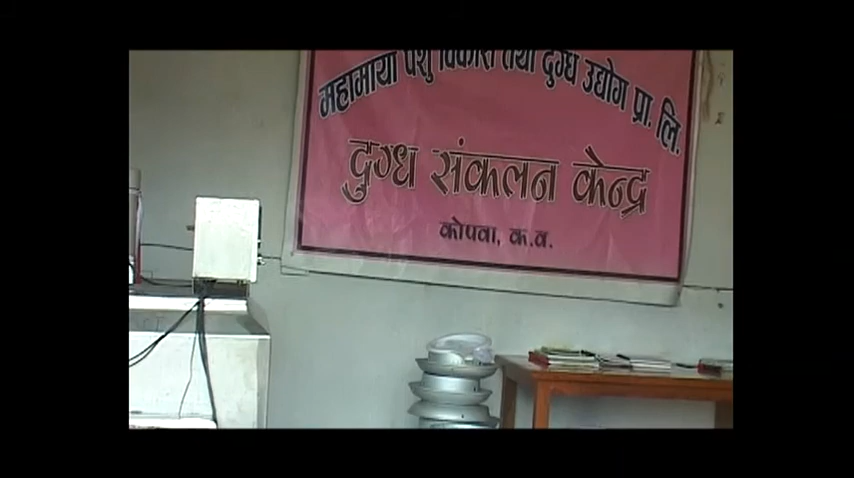 महामाया पशु विकास तथा दुग्ध उद्योग प्रा. लि.
दुग्ध संकलन केन्द्र
कोपवा, क.व.